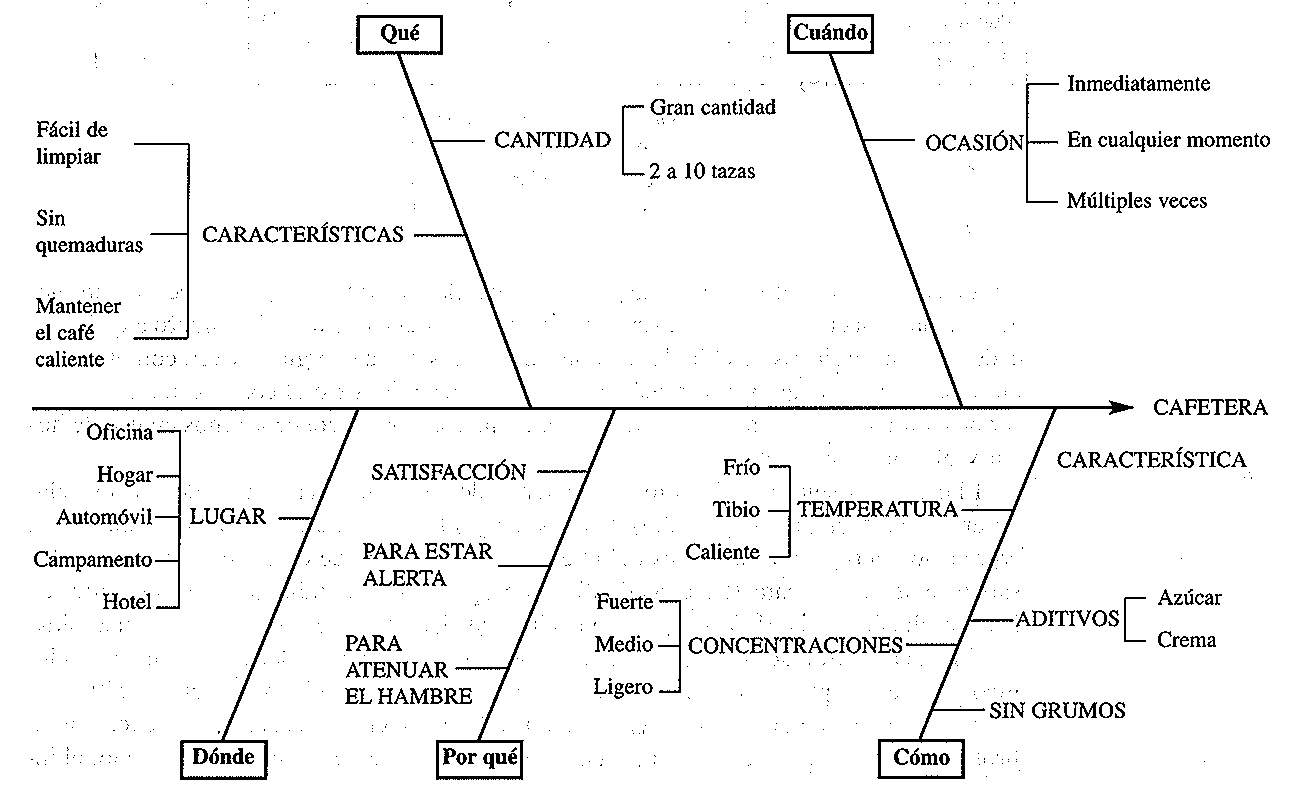 Qué
Cuándo
CANTIDAD
Gran cantidad
2 a 10 tazas
OCASIÓN
Inmediatamente
En cualquier momento
Múltiples veces
Fácil de
limpiar
Sin
quemaduras
Mantener
el café
caliente
CARACTERÍSTICAS
CAFETERA
CARACTERÍSTICA
Oficina
Hogar
Automóvil
Campamento
Hotel
LUGAR
SATISFACCIÓN
PARA ESTAR
ALERTA
PARA
ATENUAR
EL HAMBRE
Frío
Tibio
Caliente
TEMPERATURA
Fuerte
Medio
Ligero
CONCENTRACIONES
ADITIVOS
Azúcar
Crema
SIN GRUMOS
Dónde
Por qué
Cómo